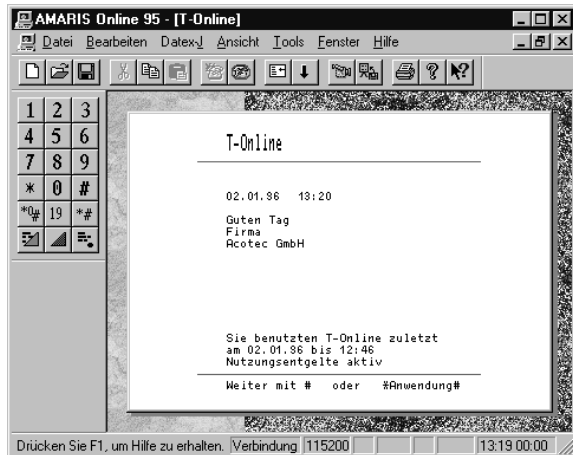 AMARIS Online 95 - [T-Online]
Datei Bearbeiten Datex-J Ansicht Tools Fenster Hilfe
1 2 3
4 5 6
7 8 9
* 0 #
*0# 19 *#
T-Online
02.01.96 13:20
Guten Tag
Firma
Acotec GmbH
Sie benutzten T-Online zuletzt
am 02.01.96 bis 12:46
Nutzungsentgelte aktiv
Weiter mit # oder *Anwendung#
Drücken Sie F1, um Hilfe zu erhalten. Verbindung 115200 13:19 00:00